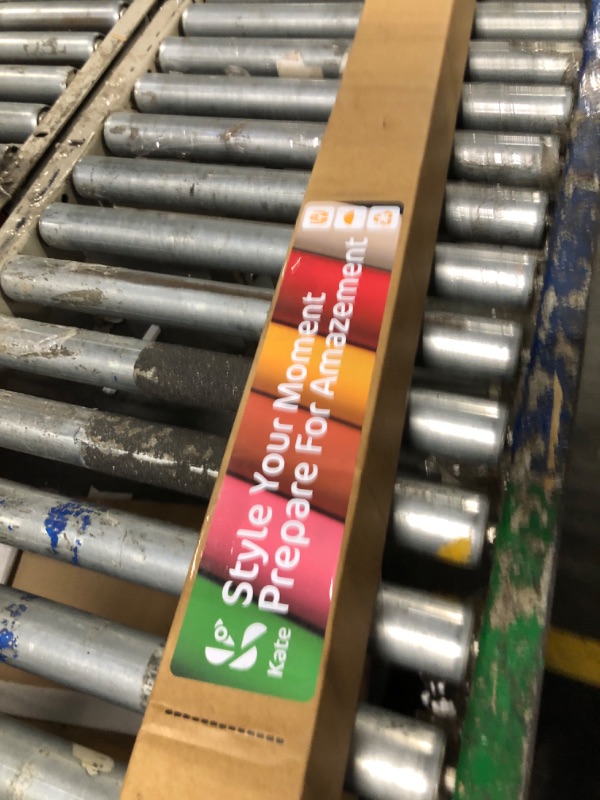 Style Your Moment
Prepare For Amazement
Kate